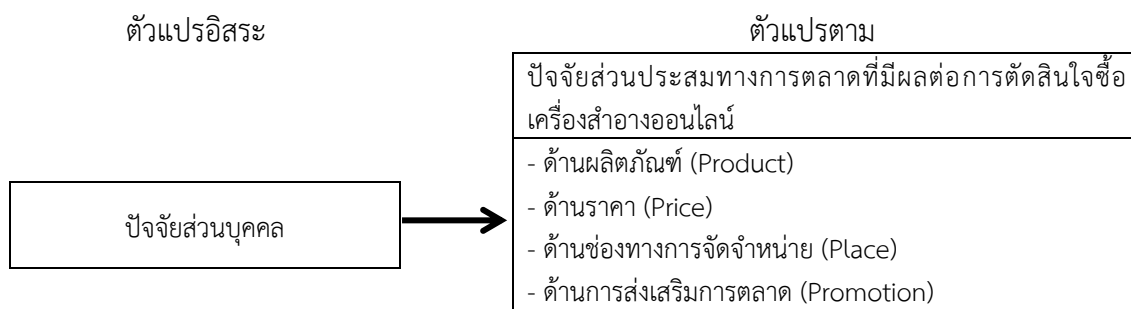 ตัวแปรอิสระ
ตัวแปรตาม
ปัจจัยส่วนประสมทางการตลาดที่มีผลต่อการตัดสินใจซื้อ
เครื่องสำอางออนไลน์
- ด้านผลิตภัณฑ์ (Product)
- ด้านราคา (Price)
- ด้านช่องทางการจัดจำหน่าย (Place)
- ด้านการส่งเสริมการตลาด (Promotion)
ปัจจัยส่วนบุคคล